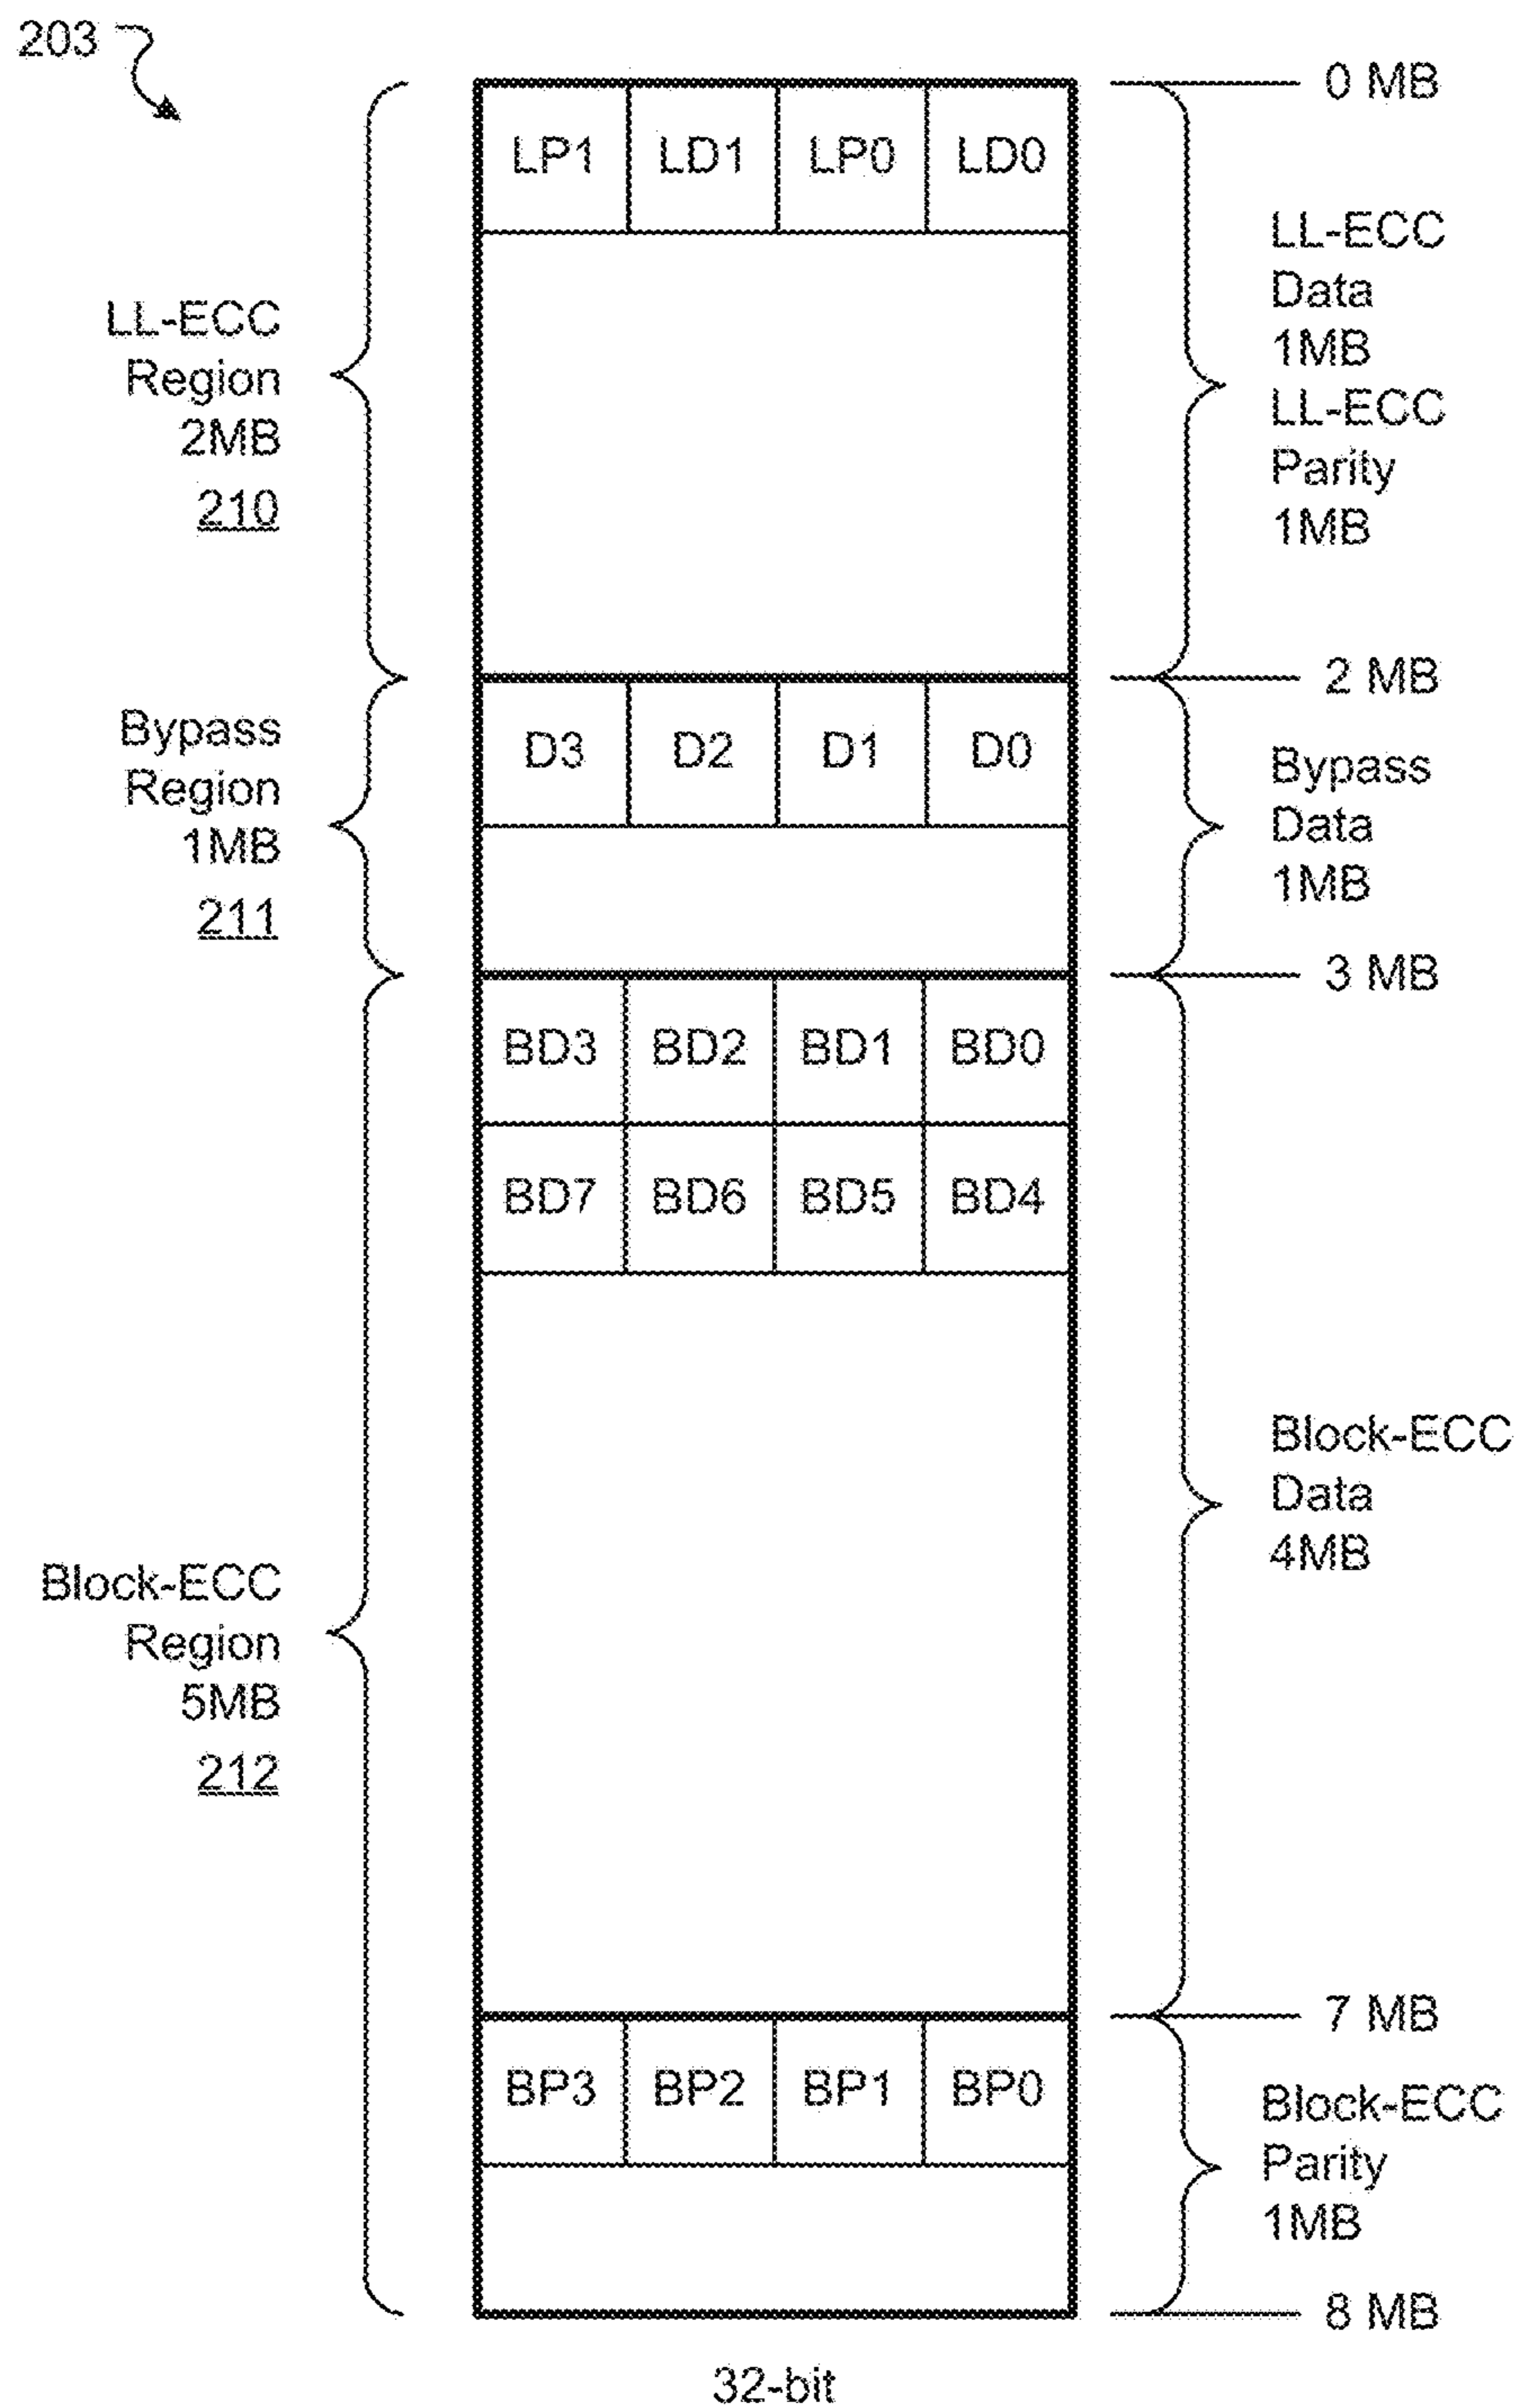 203
0 MB
LP1 LD1 LP0 LD0
LL-ECC
Region
2MB
210
LL-ECC
Data
1MB
LL-ECC
Parity
1MB
2 MB
Bypass
Region
1MB
211
D3 D2 D1 D0
Bypass
Data
1MB
3 MB
BD3 BD2 BD1 BD0
BD7 BD6 BD5 BD4
Block-ECC
Data
4MB
Block-ECC
Region
5MB
212
7 MB
BP3 BP2 BP1 BP0
Block-ECC
Parity
1MB
8 MB
32-bit